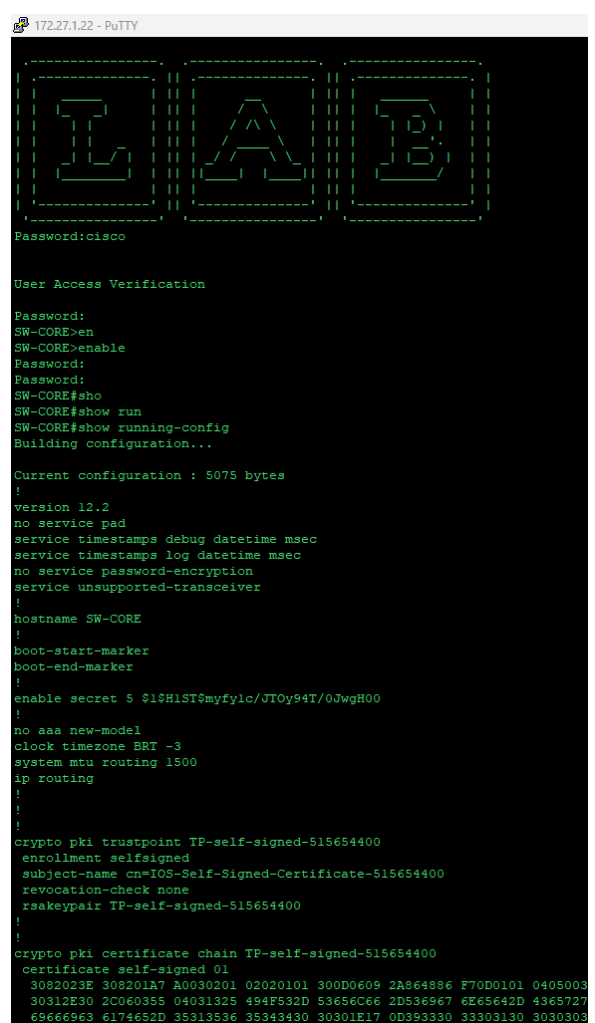 172.27.1.22 - PuTTY
LAB
Password:cisco
User Access Verification
Password:
SW-CORE>en
SW-CORE>enable
Password:
Password:
SW-CORE#sho
SW-CORE#show run
SW-CORE#show running-config
Building configuration...
Current configuration : 5075 bytes
!
version 12.2
no service pad
service timestamps debug datetime msec
service timestamps log datetime msec
no service password-encryption
service unsupported-transceiver
!
hostname SW-CORE
!
boot-start-marker
boot-end-marker
!
enable secret 5 $1$H1ST$myfy1c/JTOy94T/0JwgH00
!
no aaa new-model
clock timezone BRT -3
system mtu routing 1500
ip routing
!
!
!
crypto pki trustpoint TP-self-signed-515654400
enrollment selfsigned
subject-name cn=IOS-Self-Signed-Certificate-515654400
revocation-check none
rsakeypair TP-self-signed-515654400
!
!
crypto pki certificate chain TP-self-signed-515654400
certificate self-signed 01
3082023E 308201A7 A0030201 02020101 300D0609 2A864886 F70D0101 0405003
30312E30 2C060355 04031325 494F532D 53656C66 2D536967 6E65642D 4365727
69666963 6174652D 35313536 35343430 30301E17 0D393330 33303130 3030303